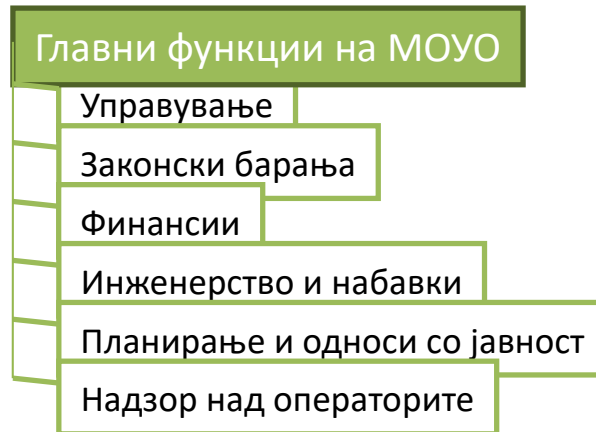 Главни функции на МОУО
Управување
Законски барања
Финансии
Инженерство и набавки
Планирање и односи со јавност
Надзор над операторите